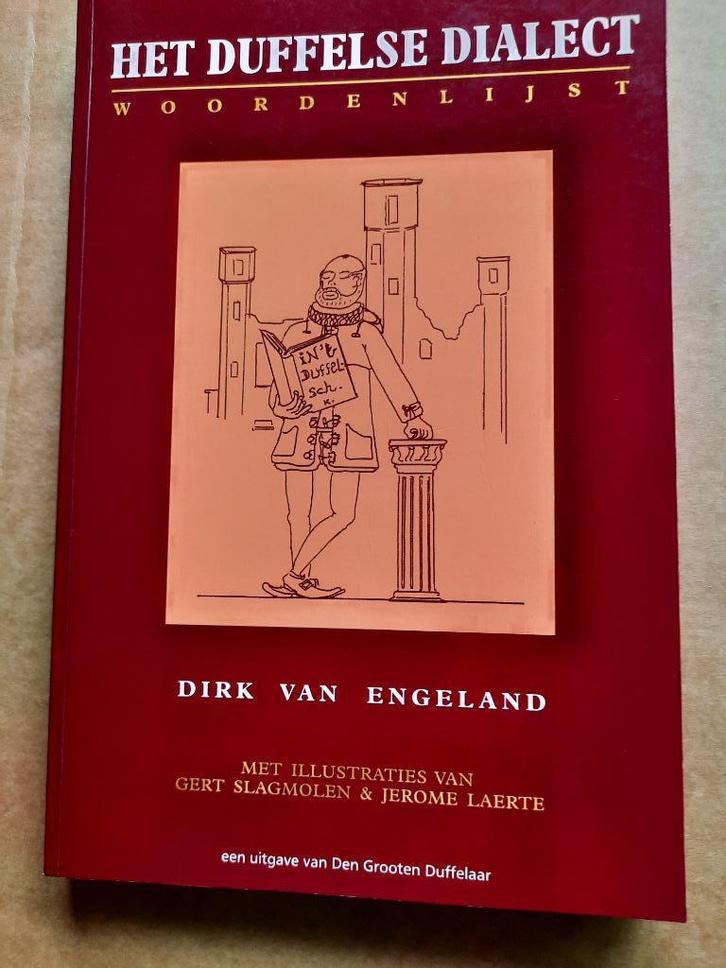 HET DUFFELSE DIALECT
WOORDENLIJST
iN't
Duffel-
sch.
K.
DIRK VAN ENGELAND
MET ILLUSTRATIES VAN
GERT SLAGMOLEN & JEROME LAERTE
een uitgave van Den Grooten Duffelaar